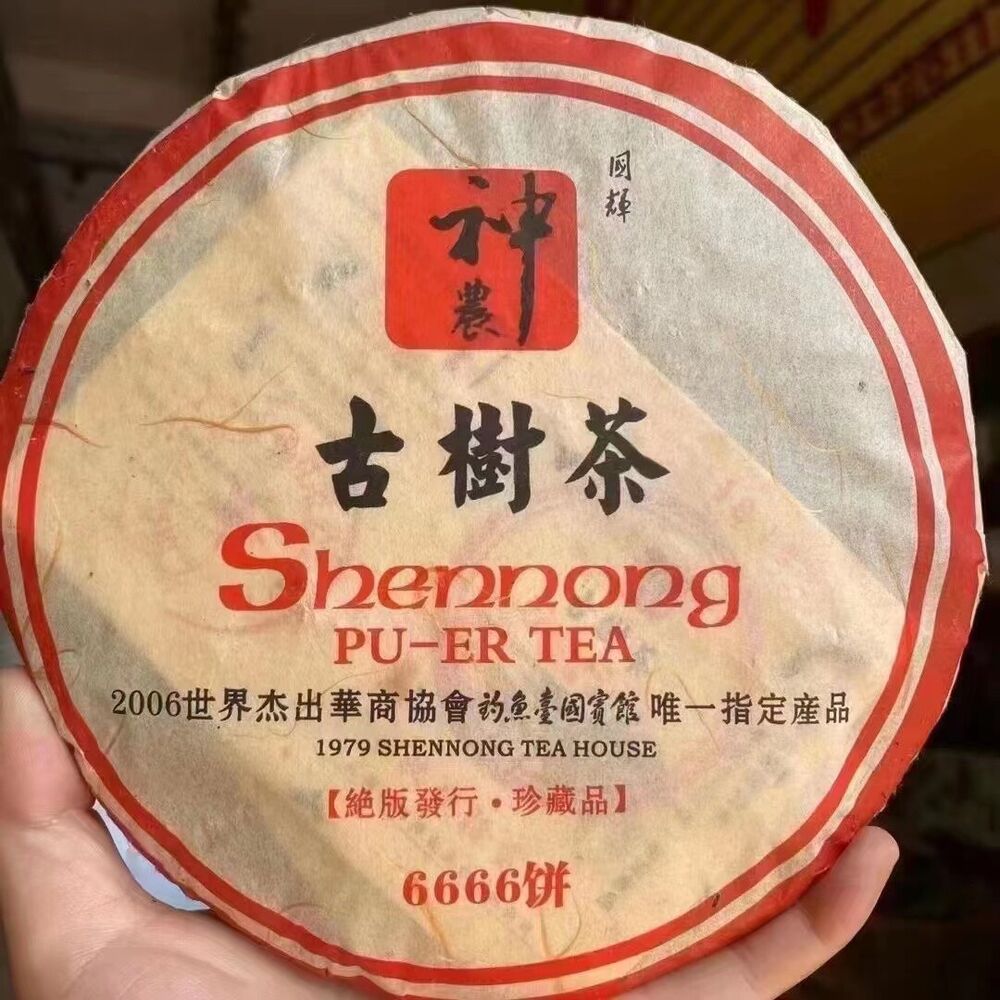 國輝
神農
古樹茶
Shennong
PU-ER TEA
2006世界杰出華商協會釣魚臺國賓館唯一指定産品
1979 SHENNONG TEA HOUSE
【絕版發行·珍藏品】
6666饼